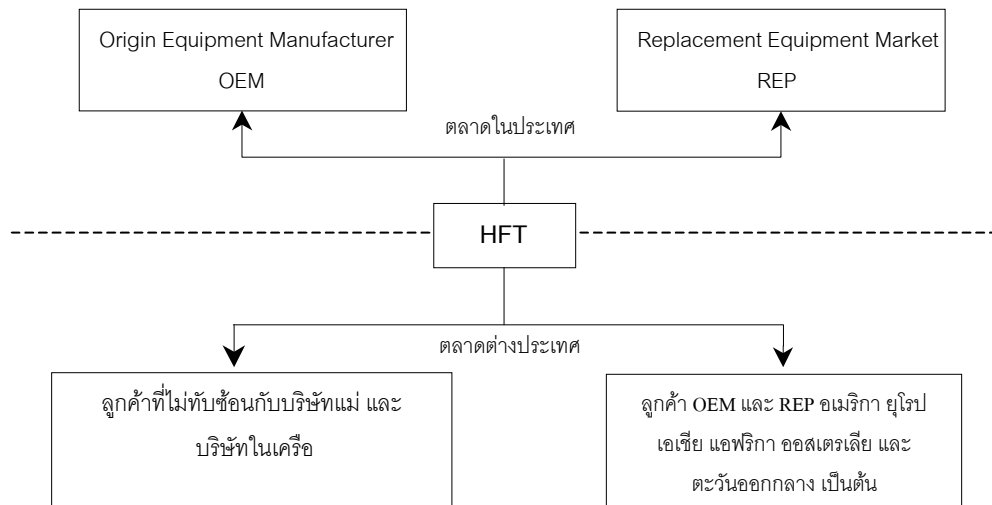 Origin Equipment Manufacturer
OEM
Replacement Equipment Market
REP
ตลาดในประเทศ
HFT
ตลาดต่างประเทศ
ลูกค้าที่ไม่ทับซ้อนกับบริษัทแม่ และ
บริษัทในเครือ
ลูกค้า OEM และ REP อเมริกา ยุโรป
เอเชีย แอฟริกา ออสเตรเลีย และ
ตะวันออกกลาง เป็นต้น